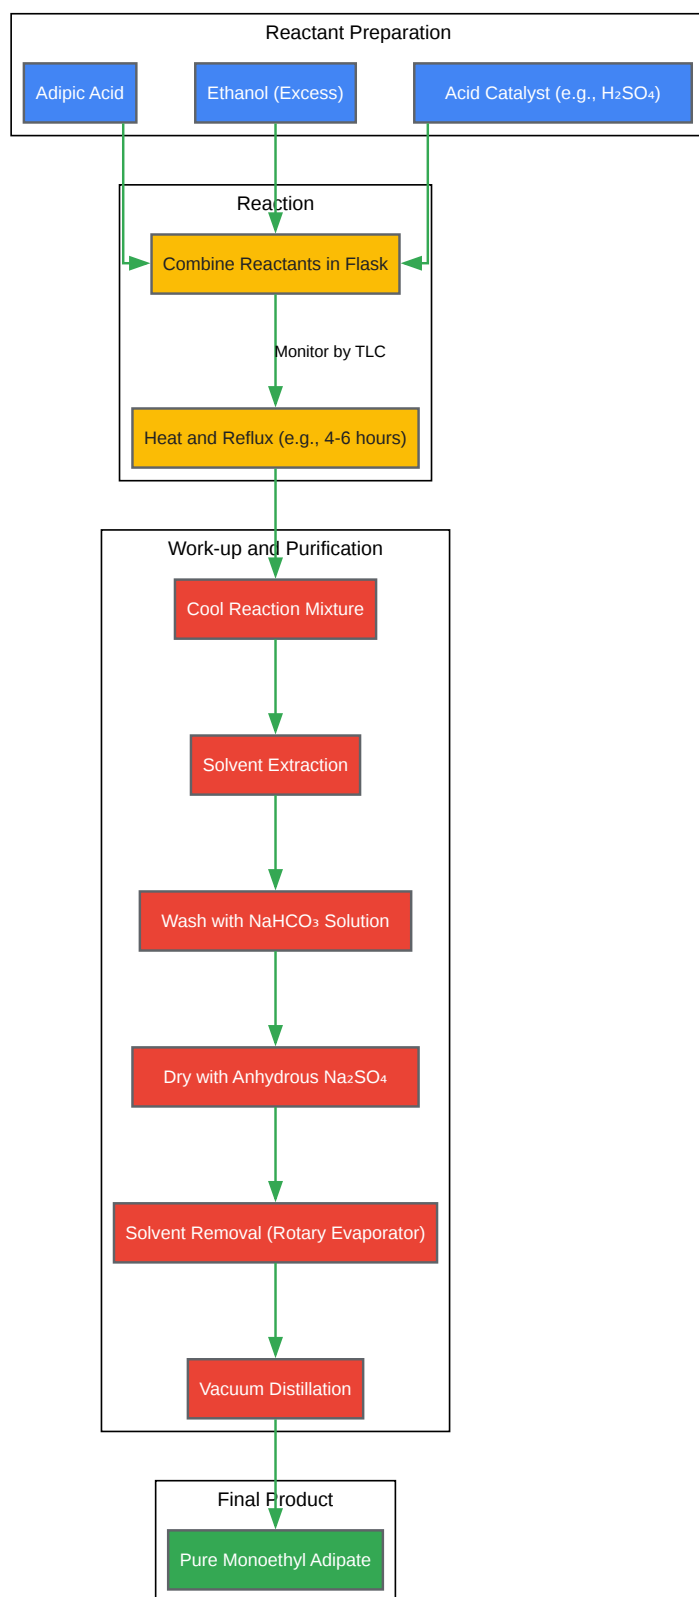 Reactant Preparation
Adipic Acid
Ethanol (Excess)
Acid Catalyst (e.g., H₂SO₄)
Reaction
Combine Reactants in Flask
Monitor by TLC
Heat and Reflux (e.g., 4-6 hours)
Work-up and Purification
Cool Reaction Mixture
Solvent Extraction
Wash with NaHCO₃ Solution
Dry with Anhydrous Na₂SO₄
Solvent Removal (Rotary Evaporator)
Vacuum Distillation
Final Product
Pure Monoethyl Adipate